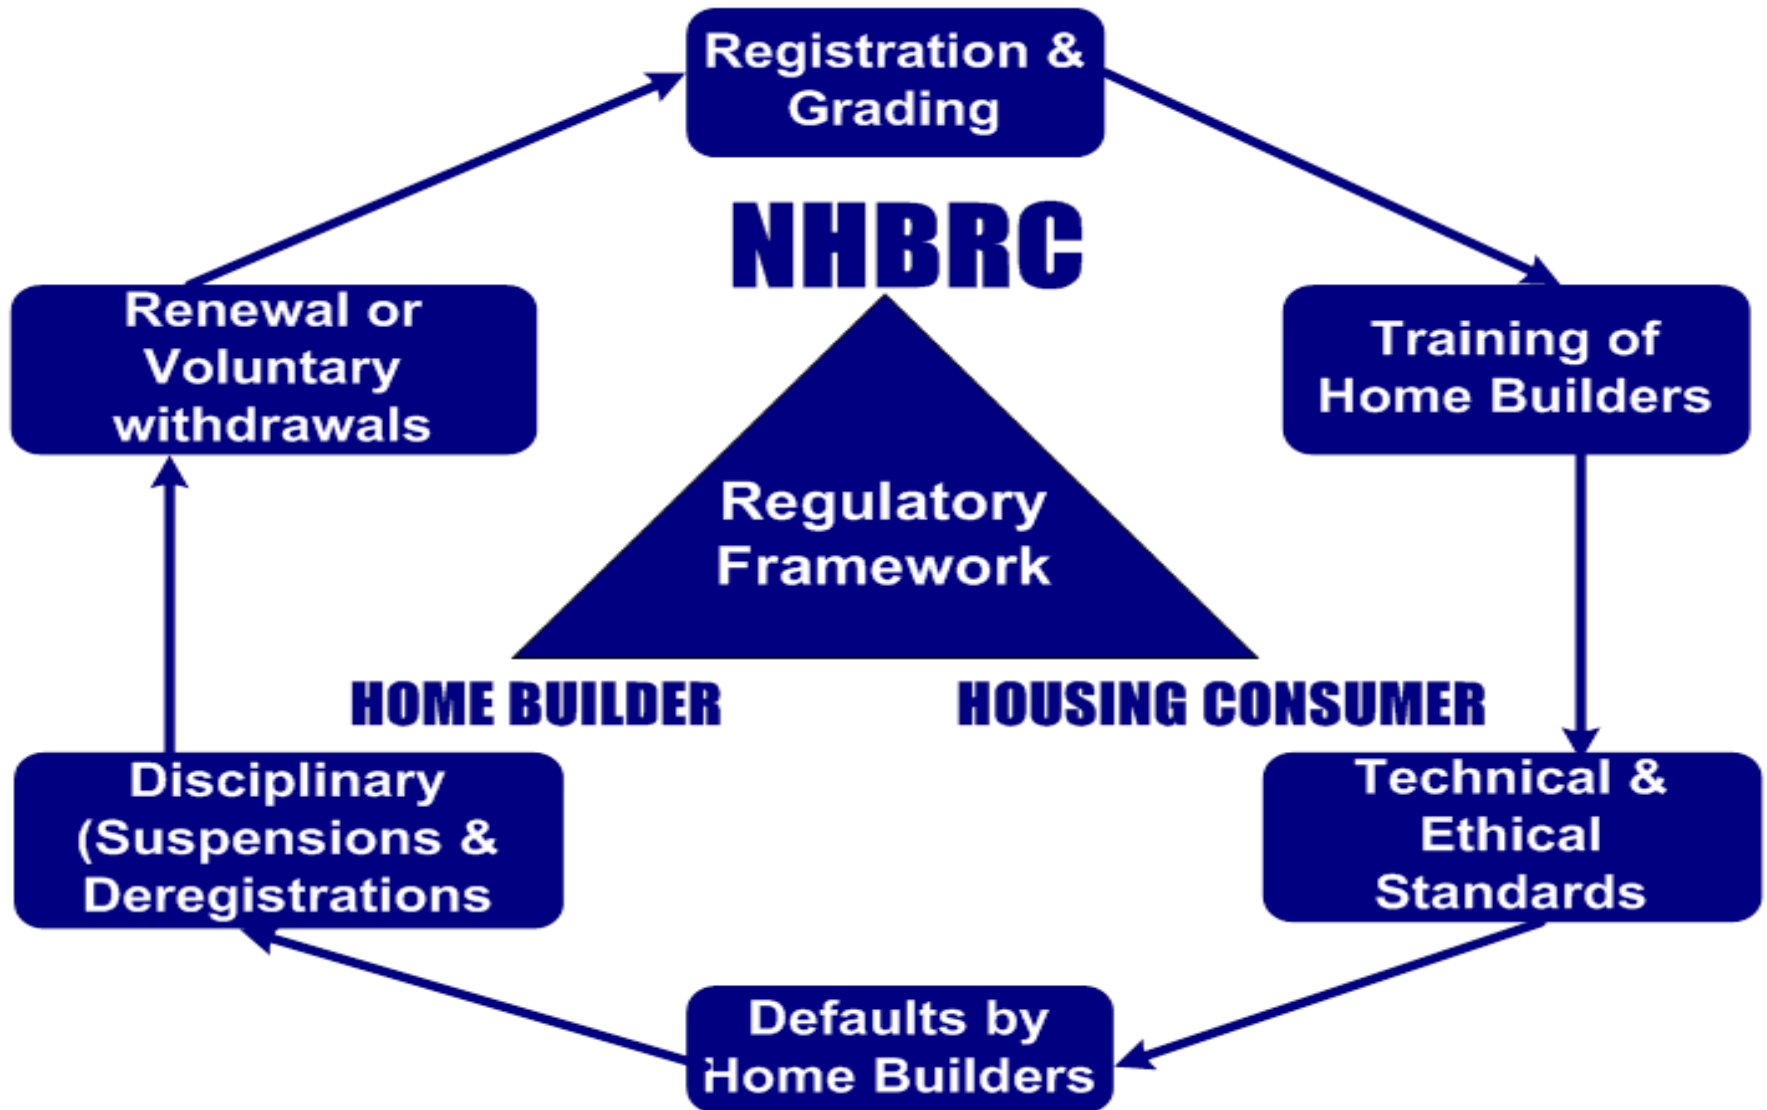 Registration &
Grading
NHBRC
Renewal or
Voluntary
withdrawals
Training of
Home Builders
Regulatory
Framework
HOME BUILDER
HOUSING CONSUMER
Disciplinary
(Suspensions &
Deregistrations
Technical &
Ethical
Standards
Defaults by
Home Builders